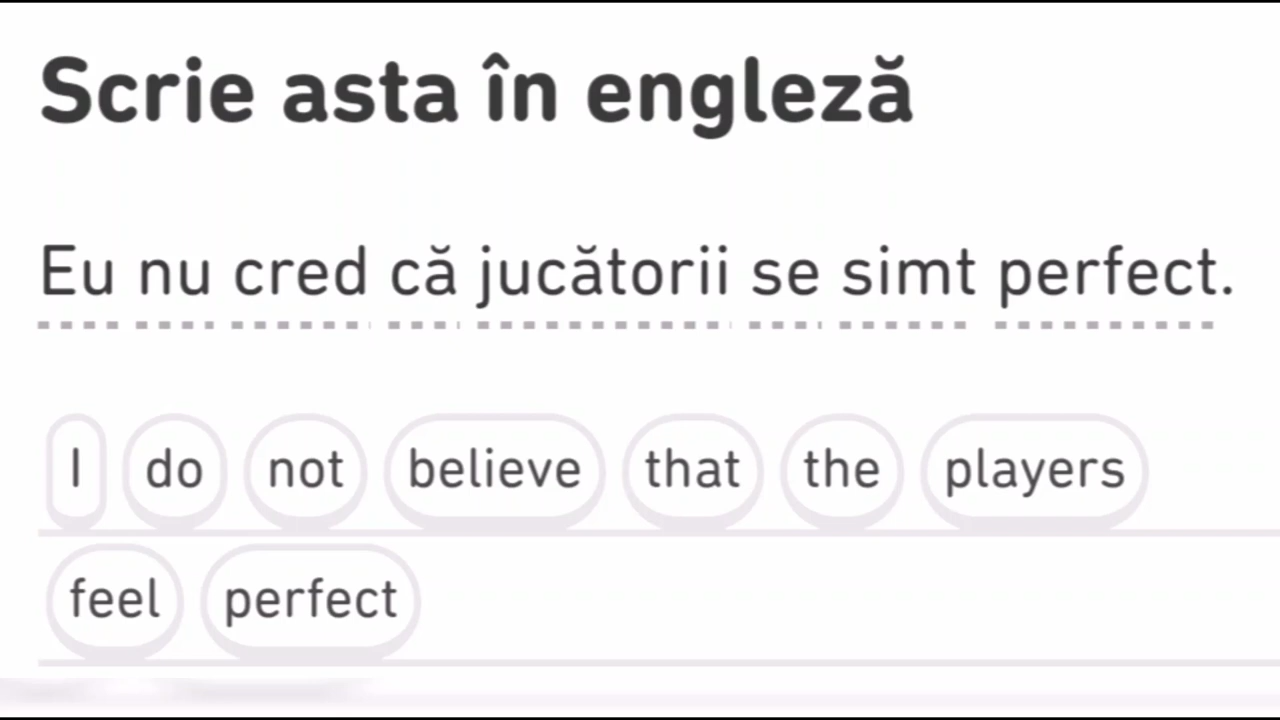 Scrie asta în engleză
Eu nu cred că jucătorii se simt perfect.
I do not believe that the players
feel perfect